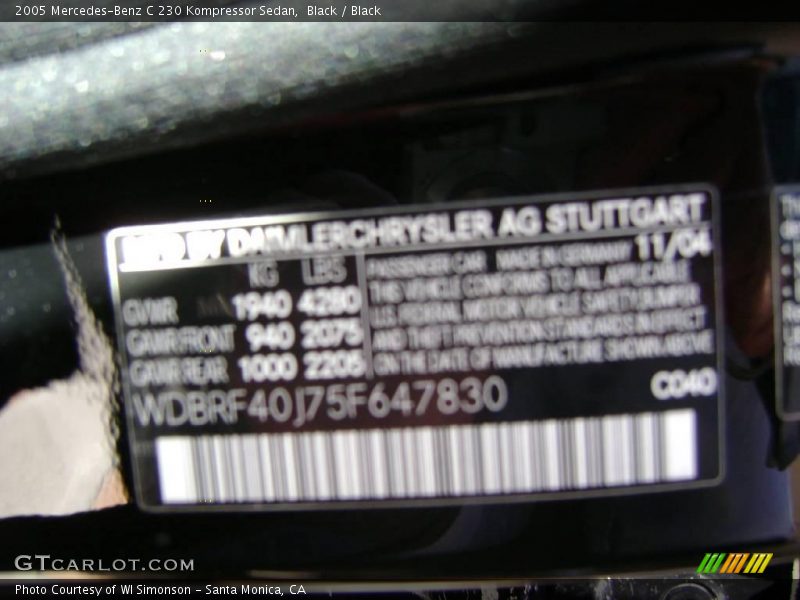 2005 Mercedes-Benz C 230 Kompressor Sedan,  Black / Black
MFD BY DAIMLERCHRYSLER AG STUTTGART
KG LBS PASSENGER CAR MADE IN GERMANY 11/04
GVWR 1940 4280 THE VEHICLE CONFORMS TO ALL APPLICABLE
GAWR FRONT 940 2075 U.S. FEDERAL MOTOR VEHICLE SAFETY BUMPER
GAWR REAR 1000 2205 AND THEFT PREVENTION STANDARDS IN EFFECT
ON THE DATE OF MANUFACTURE SHOWN ABOVE
WDBRF40J75F647830 C040
GTCARLOT.COM
Photo Courtesy of WI Simonson - Santa Monica, CA